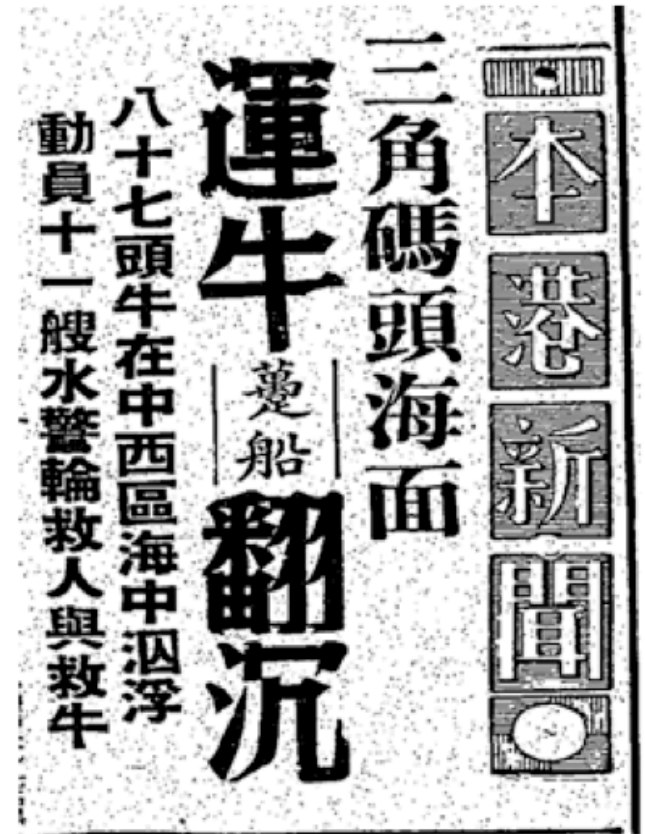 本港新聞
三角碼頭海面
運牛躉船翻沉
八十七頭牛在中西區海中泅浮
動員十一艘水警輪救人與救牛